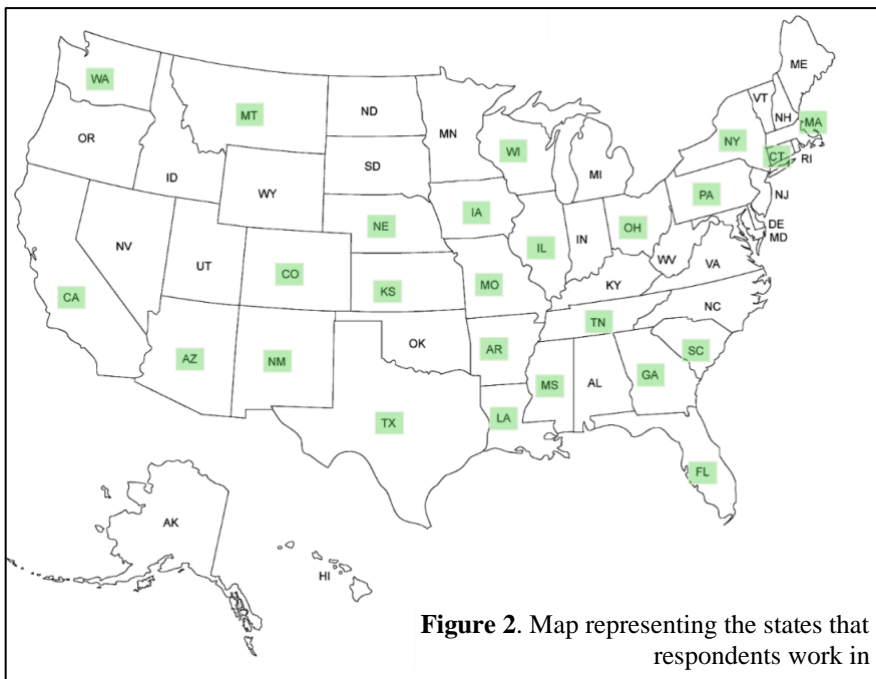 ME
WA
VT
MT
ND
NH
MA
OR
MN
NY
WI
CT
RI
SD
ID
MI
WY
PA
NJ
IA
NE
DE
OH
MD
NV
IL
IN
WV
VA
UT
CO
KY
CA
KS
MO
NC
TN
OK
AR
SC
AZ
NM
GA
MS
AL
TX
LA
FL
AK
HI
Figure 2. Map representing the states that
respondents work in